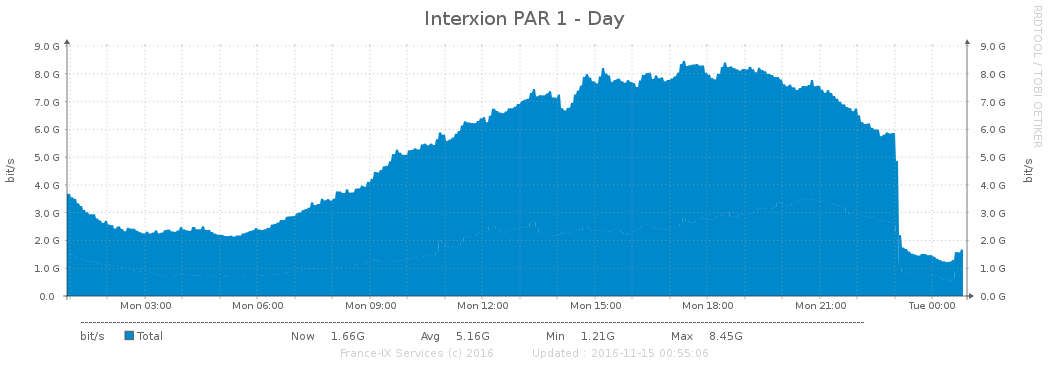 Interxion PAR 1 - Day
RRDTOOL / TOBI OETIKER
9.0 G 9.0 G
8.0 G 8.0 G
7.0 G 7.0 G
6.0 G 6.0 G
5.0 G 5.0 G
4.0 G 4.0 G
3.0 G 3.0 G
2.0 G 2.0 G
1.0 G 1.0 G
0.0 0.0 G
bit/s bit/s
Mon 03:00 Mon 06:00 Mon 09:00 Mon 12:00 Mon 15:00 Mon 18:00 Mon 21:00 Tue 00:00
bit/s Total Now 1.66G Avg 5.16G Min 1.21G Max 8.45G
France-IX Services (c) 2016 Updated : 2016-11-15 00:55:06